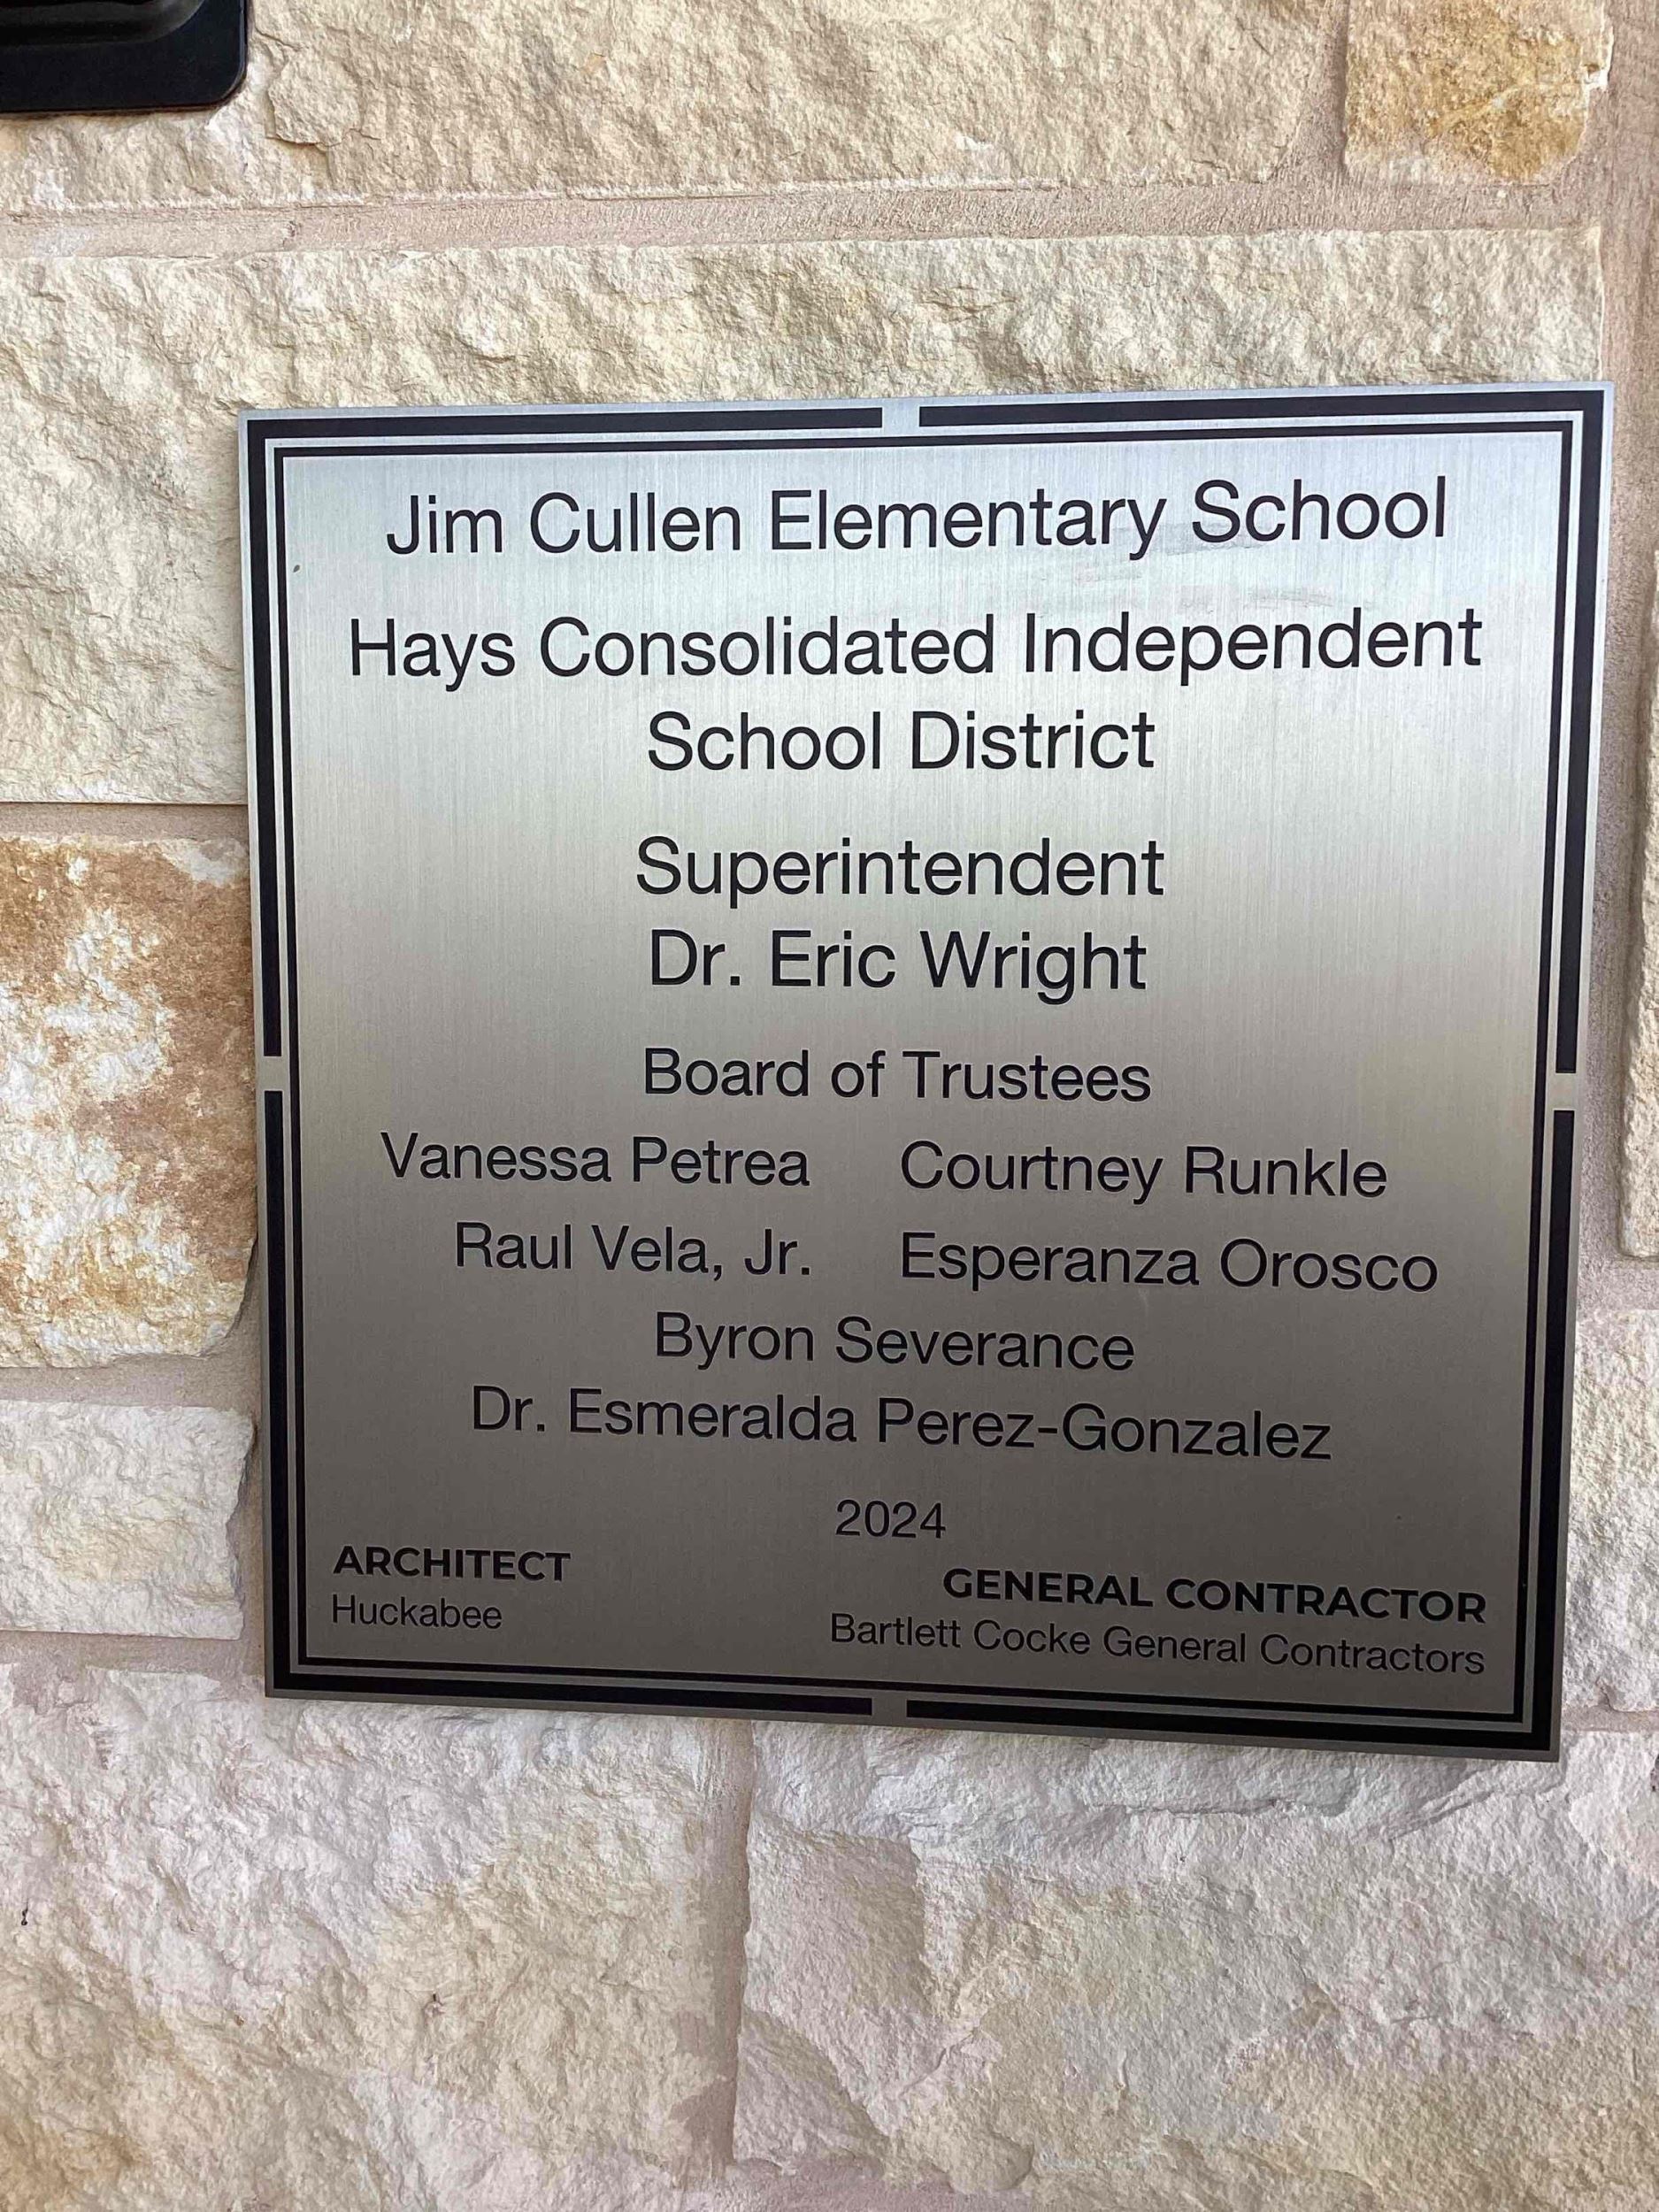 Jim Cullen Elementary School
Hays Consolidated Independent
School District
Superintendent
Dr. Eric Wright
Board of Trustees
Vanessa Petrea Courtney Runkle
Raul Vela, Jr. Esperanza Orosco
Byron Severance
Dr. Esmeralda Perez-Gonzalez
2024
ARCHITECT
Huckabee
GENERAL CONTRACTOR
Bartlett Cocke General Contractors